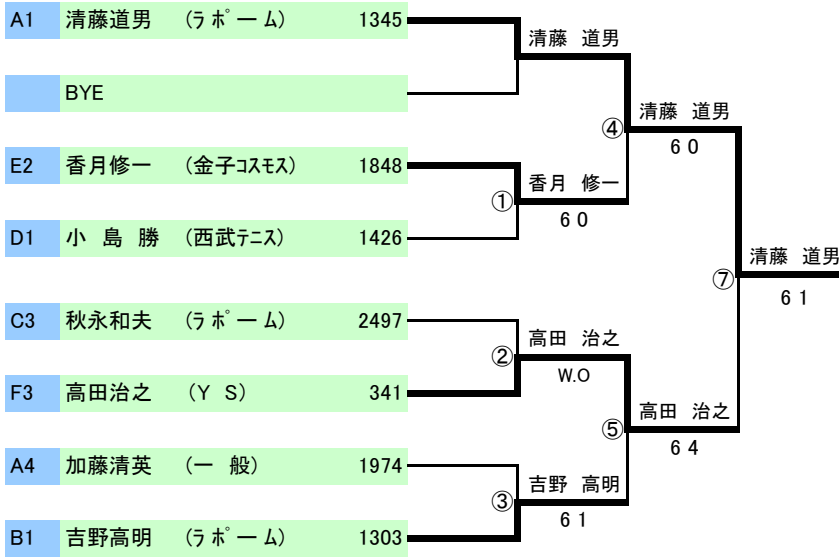 A1 清藤道男 (ラポーム) 1345
清藤 道男
BYE
④ 清藤 道男
6 0
E2 香月修一 (金子コスモス) 1848
① 香月 修一
6 0
D1 小 島 勝 (西武テニス) 1426
⑦ 清藤 道男
6 1
C3 秋永和夫 (ラポーム) 2497
② 高田 治之
W.O
F3 高田治之 (Y S) 341
⑤ 高田 治之
6 4
A4 加藤清英 (一 般) 1974
③ 吉野 高明
6 1
B1 吉野高明 (ラポーム) 1303